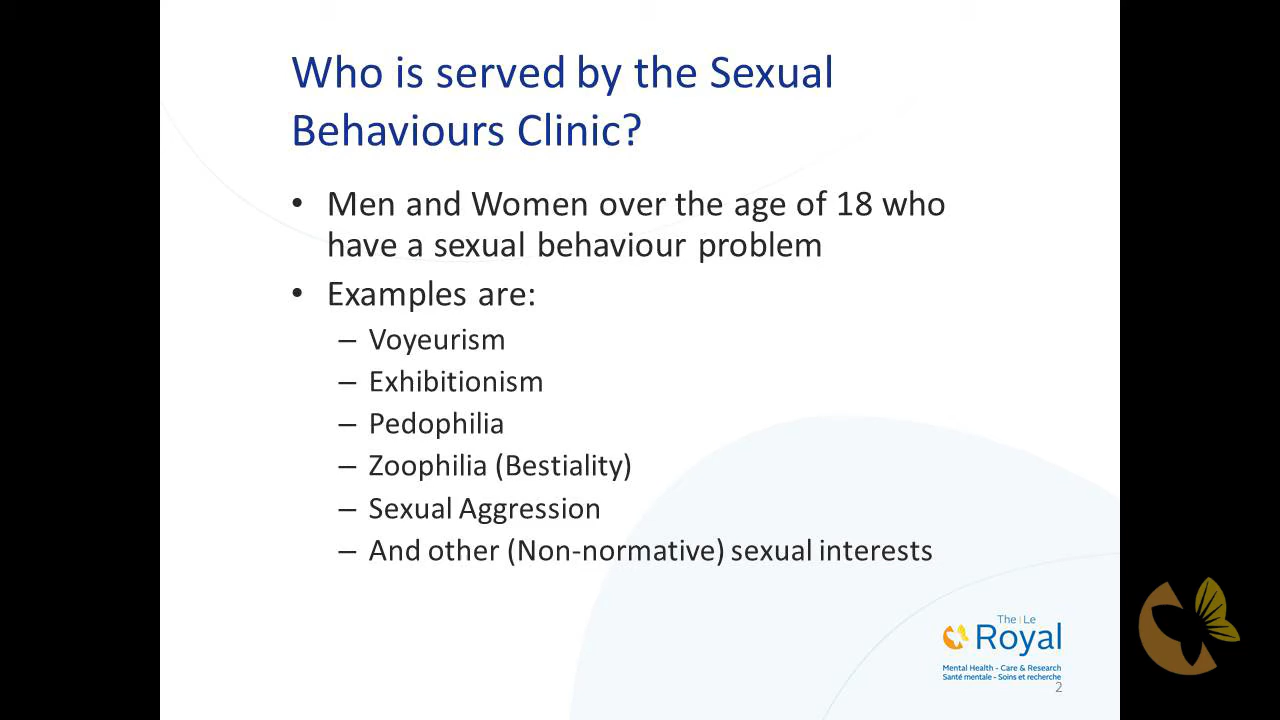 Who is served by the Sexual
Behaviours Clinic?
• Men and Women over the age of 18 who
have a sexual behaviour problem
• Examples are:
– Voyeurism
– Exhibitionism
– Pedophilia
– Zoophilia (Bestiality)
– Sexual Aggression
– And other (Non-normative) sexual interests
The | Le
Royal
Mental Health - Care & Research
Santé mentale - Soins et recherche
2